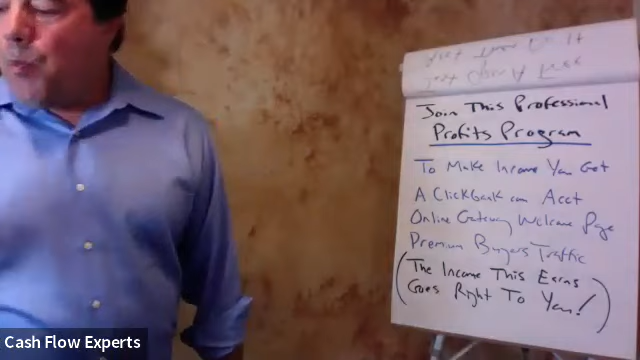 Join This Professional
Profits Program
To Make Income You Get
A Clickbank.com Acct
Online Gateway Welcome Page
Premium Buyers Traffic
(The Income This Earns
Goes Right To You!)
Cash Flow Experts